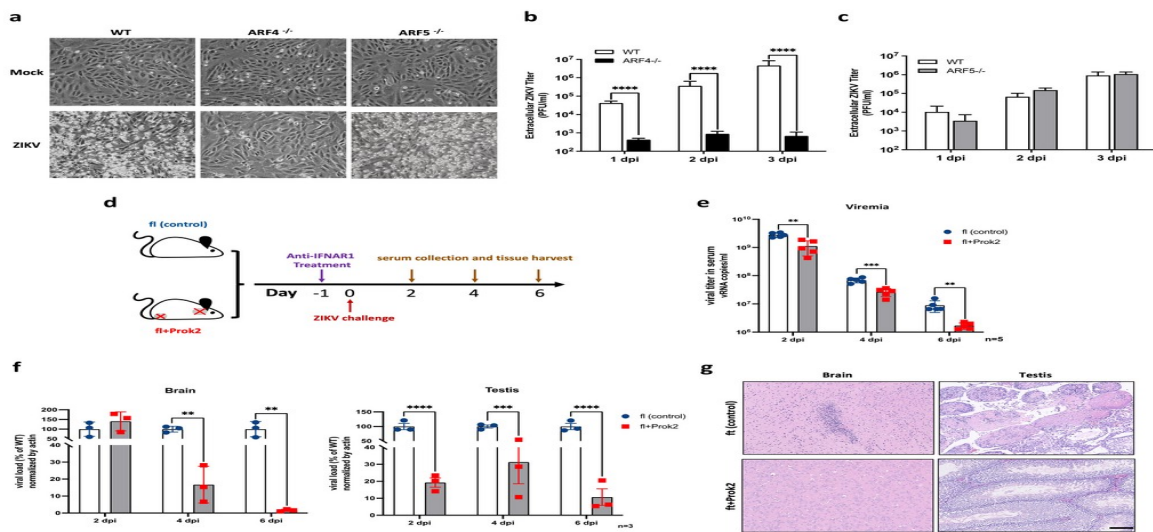 a
WT
ARF4 -/-
ARF5 -/-
Mock
ZIKV
b
Extracellular ZIKV Titer
(PFU/ml)
10⁷
10⁶
10⁵
10⁴
10³
10²
****
****
****
WT
ARF4-/-
1 dpi
2 dpi
3 dpi
c
Extracellular ZIKV Titer
(PFU/ml)
10⁷
10⁶
10⁵
10⁴
10³
10²
WT
ARF5-/-
1 dpi
2 dpi
3 dpi
d
fl (control)
fl+Prok2
Anti-IFNAR1
Treatment
serum collection and tissue harvest
Day
-1
0
2
4
6
ZIKV challenge
e
Viremia
viral titer in serum
vRNA copies/ml
10¹⁰
10⁹
10⁸
10⁷
10⁶
**
***
**
fl (control)
fl+Prok2
2 dpi
4 dpi
6 dpi
n=5
f
Brain
viral load (% of WT)
normalized by actin
200
150
100
50
40
30
20
10
0
**
**
2 dpi
4 dpi
6 dpi
Testis
viral load (% of WT)
normalized by actin
200
150
100
50
40
30
20
10
0
****
***
****
fl (control)
fl+Prok2
2 dpi
4 dpi
6 dpi
n=3
g
Brain
Testis
ft (control)
ft+Prok2